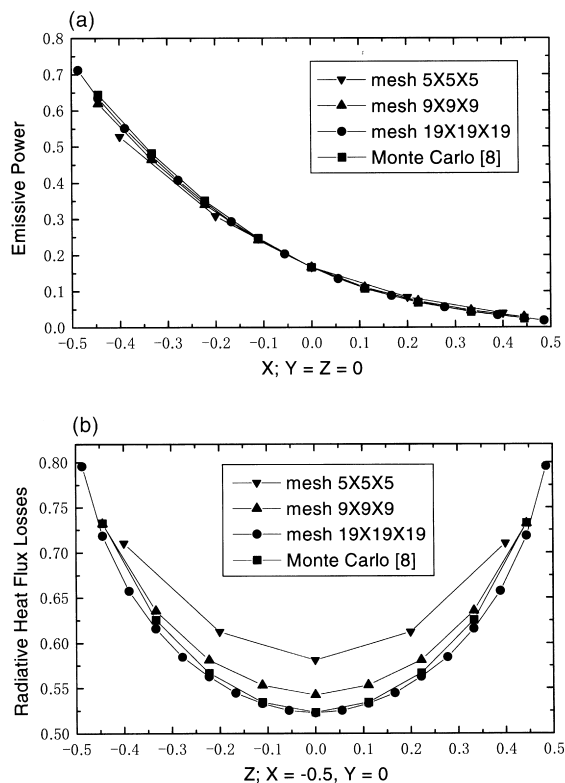 (a)
0.8
0.7
0.6
0.5
0.4
0.3
0.2
0.1
0.0
Emissive Power
mesh 5X5X5
mesh 9X9X9
mesh 19X19X19
Monte Carlo [8]
-0.5 -0.4 -0.3 -0.2 -0.1 0.0 0.1 0.2 0.3 0.4 0.5
X; Y = Z = 0
(b)
0.80
0.75
0.70
0.65
0.60
0.55
0.50
Radiative Heat Flux Losses
mesh 5X5X5
mesh 9X9X9
mesh 19X19X19
Monte Carlo [8]
-0.5 -0.4 -0.3 -0.2 -0.1 0.0 0.1 0.2 0.3 0.4 0.5
Z; X = -0.5, Y = 0